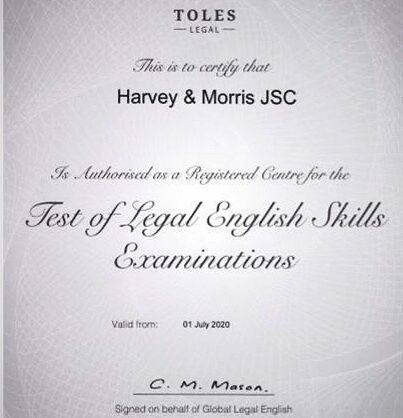 TOLES
LEGAL
This is to certify that
Harvey & Morris JSC
Is Authorised as a Registered Centre for the
Test of Legal English Skills
Examinations
Valid from: 01 July 2020
C. M. Mason.
Signed on behalf of Global Legal English